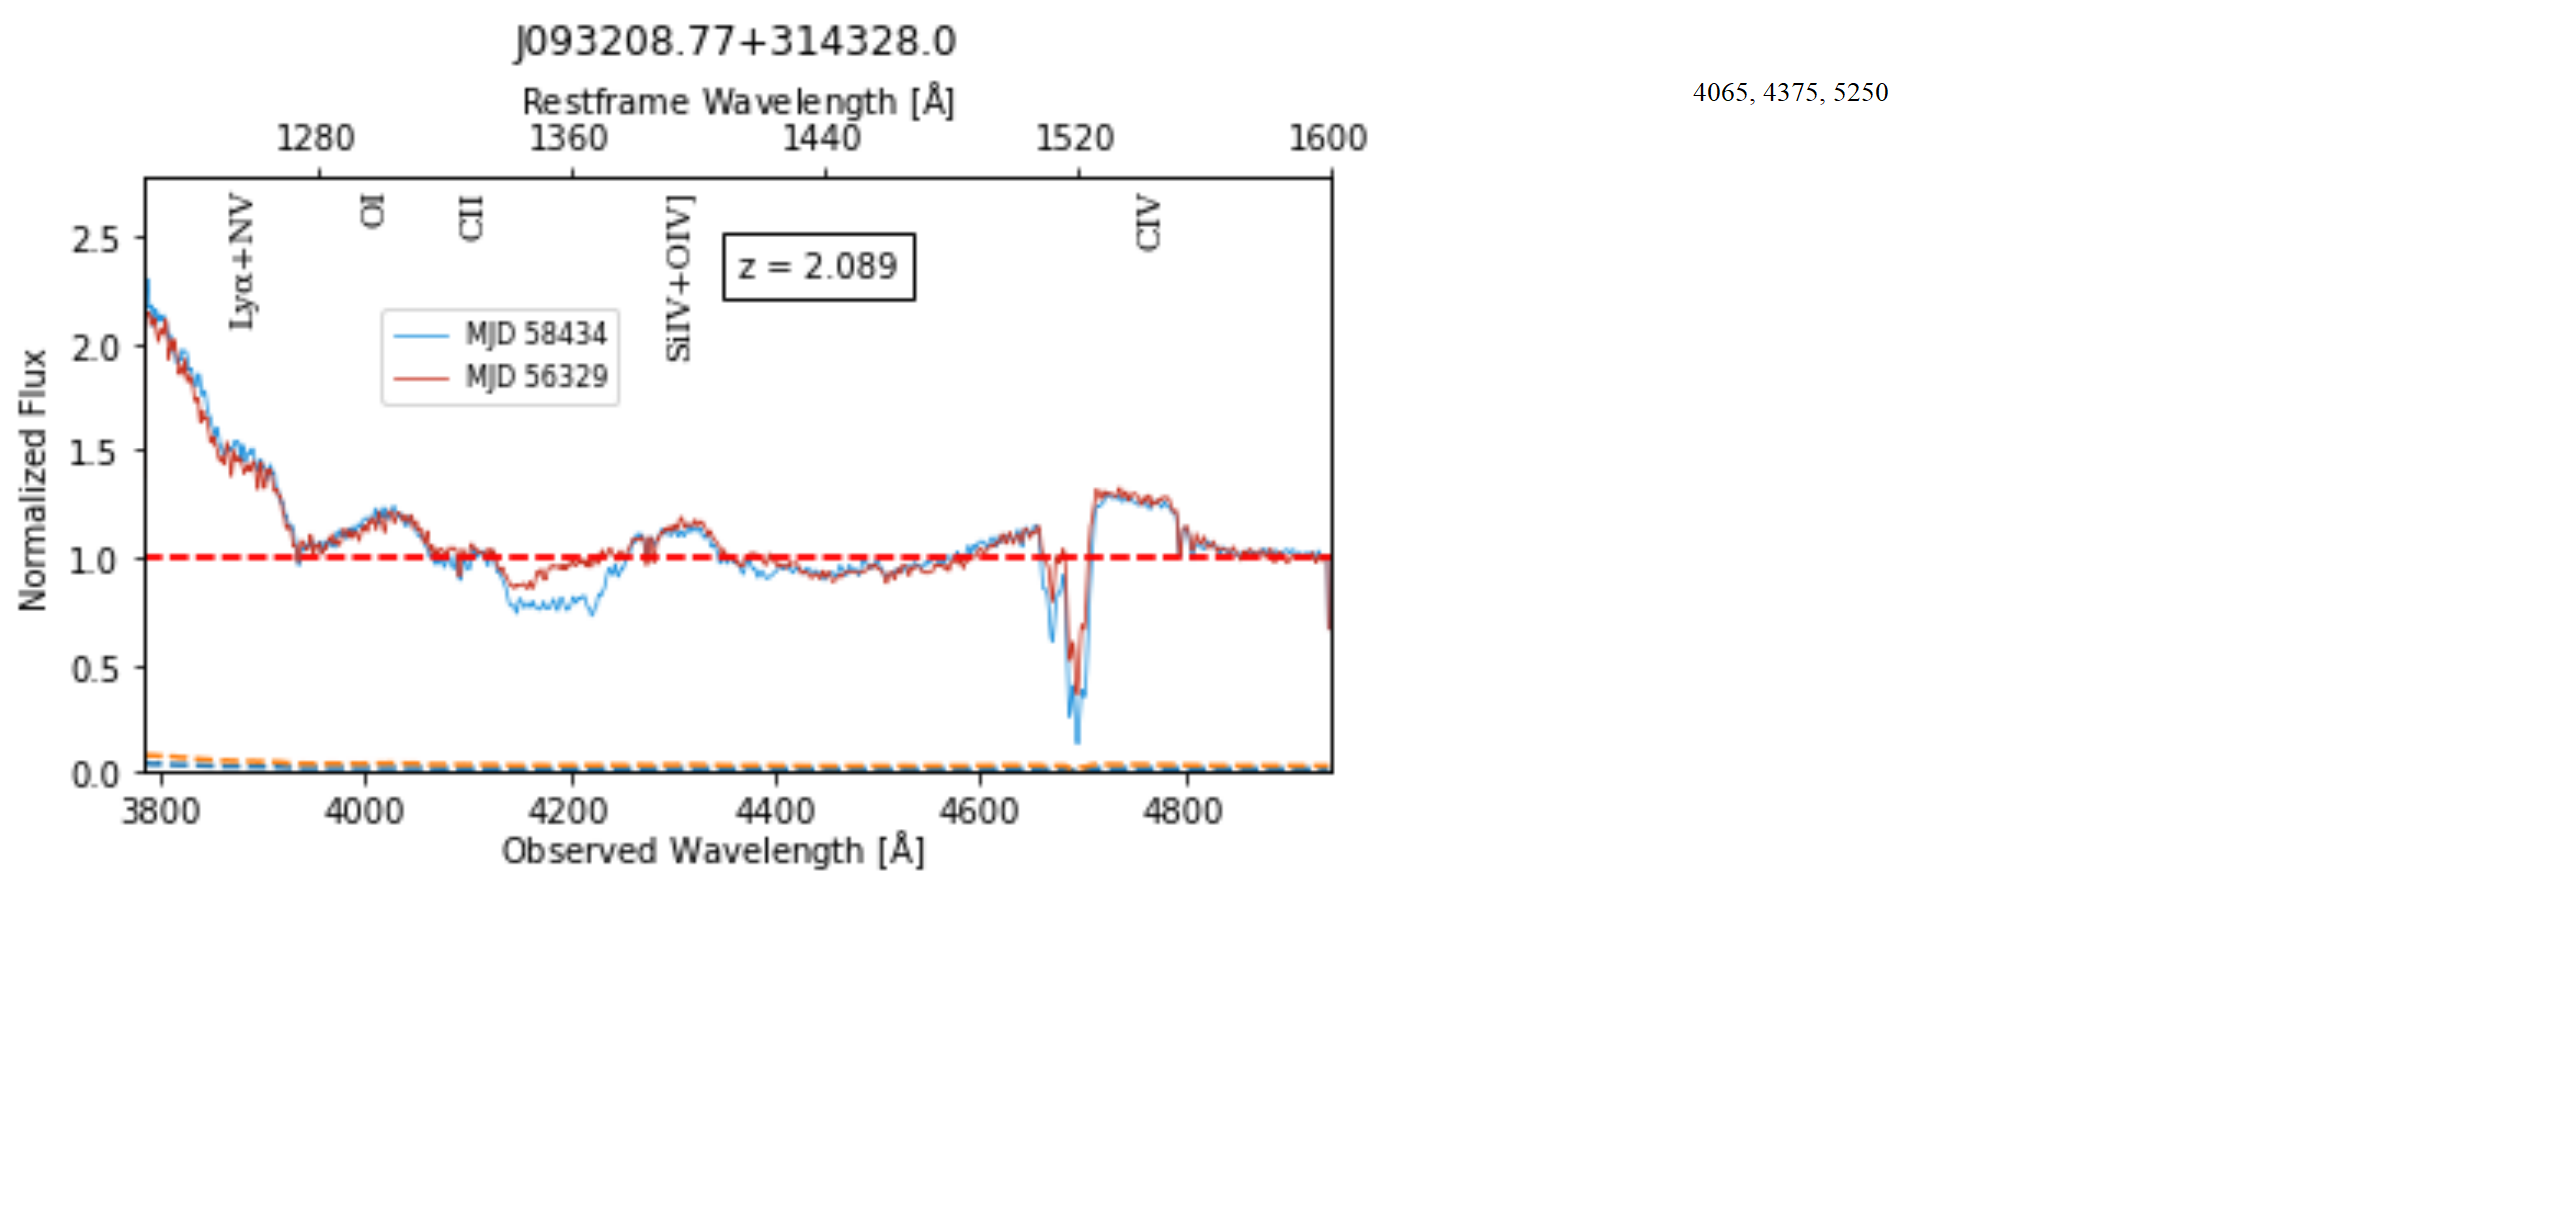 J093208.77+314328.0
4065, 4375, 5250
Restframe Wavelength [Å]
1280 1360 1440 1520 1600
Lyα+NV
OI
CII
SiIV+OIV]
CIV
z = 2.089
MJD 58434
MJD 56329
Normalized Flux
2.5
2.0
1.5
1.0
0.5
0.0
3800 4000 4200 4400 4600 4800
Observed Wavelength [Å]